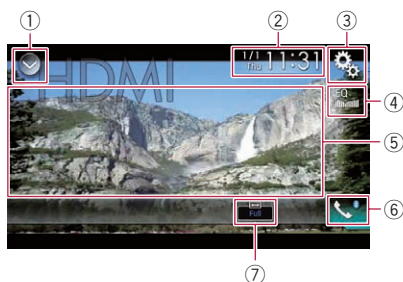 ① ② ③
HDMI
1/1 Thu 11:31
EQ
④
⑤
Full
⑥
⑦